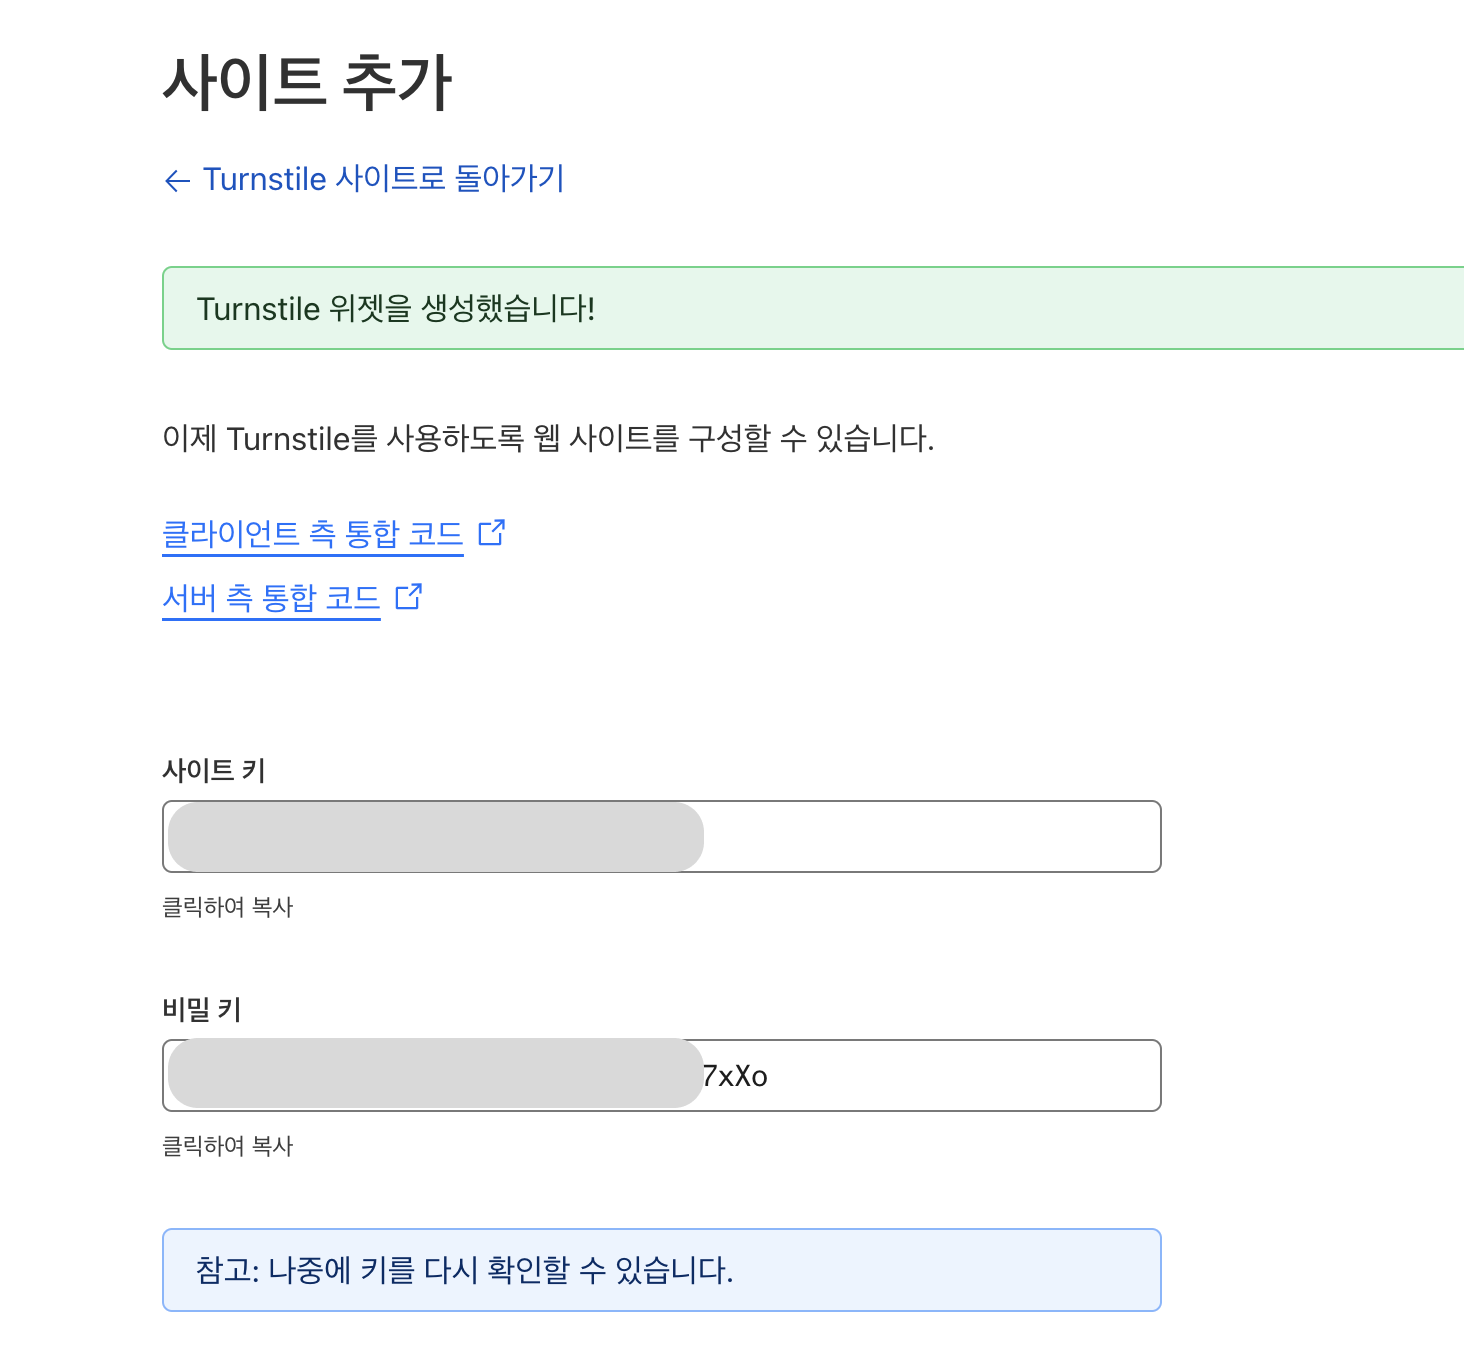 사이트 추가
← Turnstile 사이트로 돌아가기
Turnstile 위젯을 생성했습니다!
이제 Turnstile를 사용하도록 웹 사이트를 구성할 수 있습니다.
클라이언트 측 통합 코드
서버 측 통합 코드
사이트 키
클릭하여 복사
비밀 키
7xXo
클릭하여 복사
참고: 나중에 키를 다시 확인할 수 있습니다.